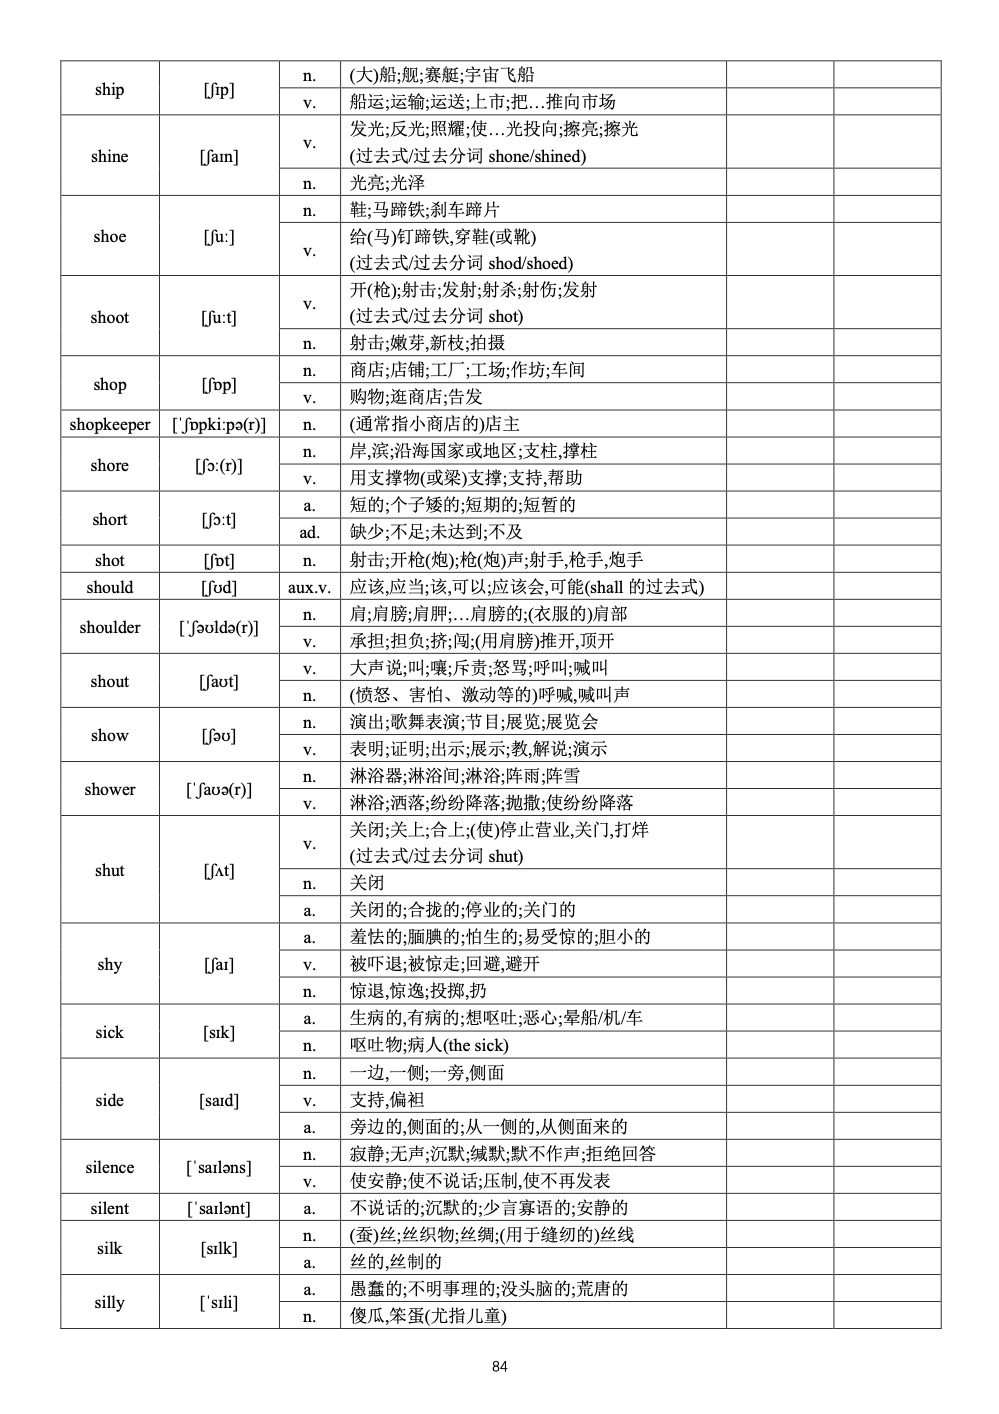 ship [ʃɪp] n. (大)船;舰;赛艇;宇宙飞船
v. 船运;运输;运送;上市;把…推向市场
shine [ʃaɪn] v. 发光;反光;照耀;使…光投向;擦亮;擦光
(过去式/过去分词 shone/shined)
n. 光亮;光泽
shoe [ʃuː] n. 鞋;马蹄铁;刹车蹄片
v. 给(马)钉蹄铁,穿鞋(或靴)
(过去式/过去分词 shod/shoed)
shoot [ʃuːt] v. 开(枪);射击;发射;射杀;射伤;发射
(过去式/过去分词 shot)
n. 射击;嫩芽,新枝;拍摄
shop [ʃɒp] n. 商店;店铺;工厂;工场;作坊;车间
v. 购物;逛商店;告发
shopkeeper [ˈʃɒpkiːpə(r)] n. (通常指小商店的)店主
shore [ʃɔː(r)] n. 岸,滨;沿海国家或地区;支柱,撑柱
v. 用支撑物(或梁)支撑;支持,帮助
short [ʃɔːt] a. 短的;个子矮的;短期的;短暂的
ad. 缺少;不足;未达到;不及
shot [ʃɒt] n. 射击;开枪(炮);枪(炮)声;射手,枪手,炮手
should [ʃʊd] aux.v. 应该,应当;该,可以;应该会,可能(shall 的过去式)
shoulder [ˈʃəʊldə(r)] n. 肩;肩膀;肩胛;…肩膀的;(衣服的)肩部
v. 承担;担负;挤;闯;(用肩膀)推开,顶开
shout [ʃaʊt] v. 大声说;叫;嚷;斥责;怒骂;呼叫;喊叫
n. (愤怒、害怕、激动等的)呼喊,喊叫声
show [ʃəʊ] n. 演出;歌舞表演;节目;展览;展览会
v. 表明;证明;出示;展示;教,解说;演示
shower [ˈʃaʊə(r)] n. 淋浴器;淋浴间;淋浴;阵雨;阵雪
v. 淋浴;洒落;纷纷降落;抛撒;使纷纷降落
shut [ʃʌt] v. 关闭;关上;合上;(使)停止营业,关门,打烊
(过去式/过去分词 shut)
n. 关闭
a. 关闭的;合拢的;停业的;关门的
shy [ʃaɪ] a. 羞怯的;腼腆的;怕生的;易受惊的;胆小的
v. 被吓退;被惊走;回避,避开
n. 惊退,惊逸;投掷,扔
sick [sɪk] a. 生病的,有病的;想呕吐;恶心;晕船/机/车
n. 呕吐物;病人(the sick)
side [saɪd] n. 一边,一侧;一旁,侧面
v. 支持,偏袒
a. 旁边的,侧面的;从一侧的,从侧面来的
silence [ˈsaɪləns] n. 寂静;无声;沉默;缄默;默不作声;拒绝回答
v. 使安静;使不说话;压制,使不再发表
silent [ˈsaɪlənt] a. 不说话的;沉默的;少言寡语的;安静的
silk [sɪlk] n. (蚕)丝;丝织物;丝绸;(用于缝纫的)丝线
a. 丝的,丝制的
silly [ˈsɪli] a. 愚蠢的;不明事理的;没头脑的;荒唐的
n. 傻瓜,笨蛋(尤指儿童)
84